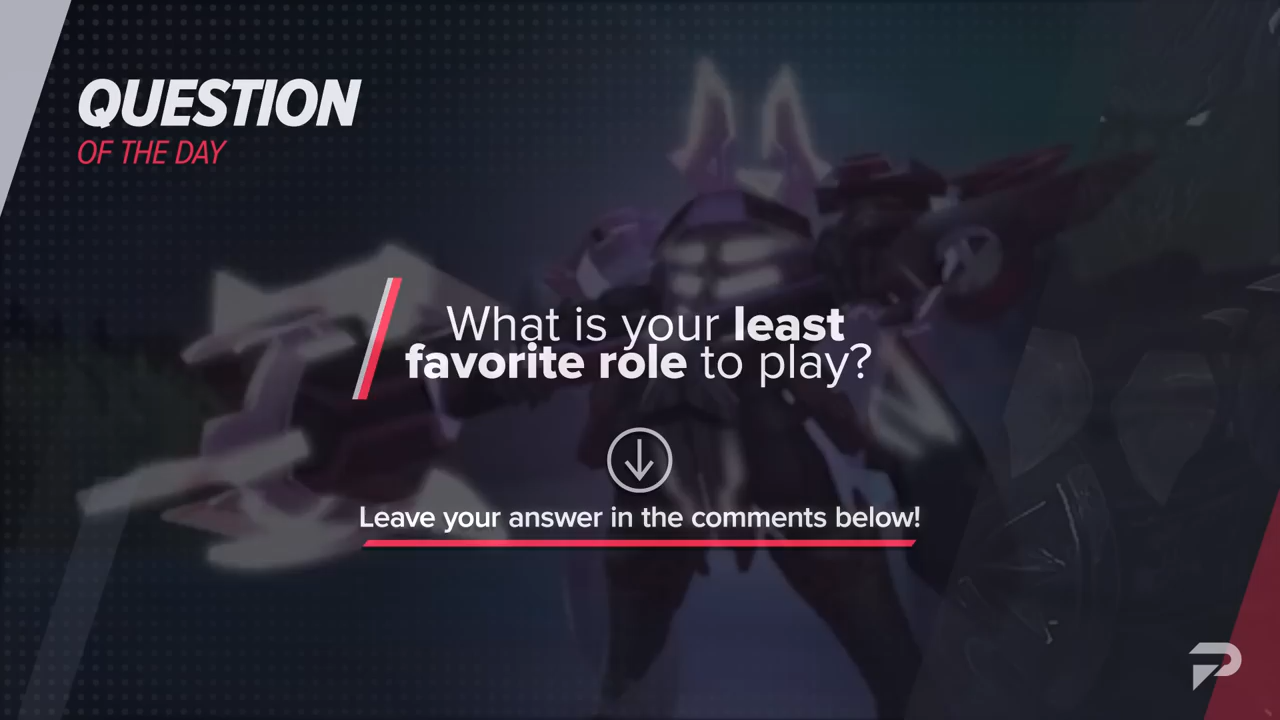 QUESTION
OF THE DAY
What is your least
favorite role to play?
Leave your answer in the comments below!